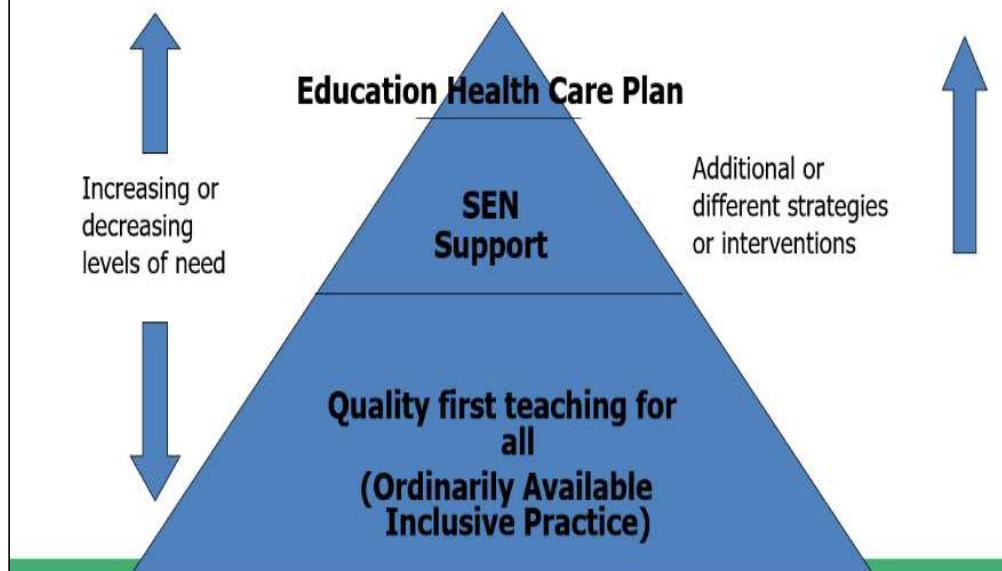 Education Health Care Plan
Increasing or
decreasing
levels of need
SEN
Support
Additional or
different strategies
or interventions
Quality first teaching for
all
(Ordinarily Available
Inclusive Practice)